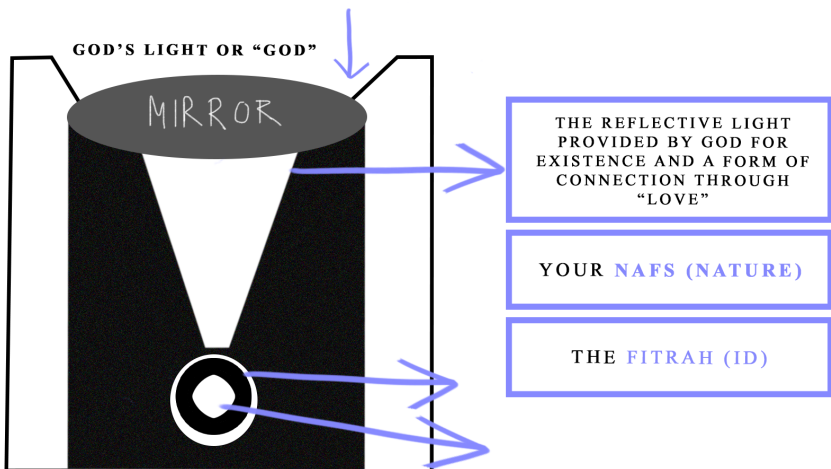 GOD'S LIGHT OR “GOD”
MIRROR
THE REFLECTIVE LIGHT
PROVIDED BY GOD FOR
EXISTENCE AND A FORM OF
CONNECTION THROUGH
“LOVE”
YOUR NAFS (NATURE)
THE FITRAH (ID)